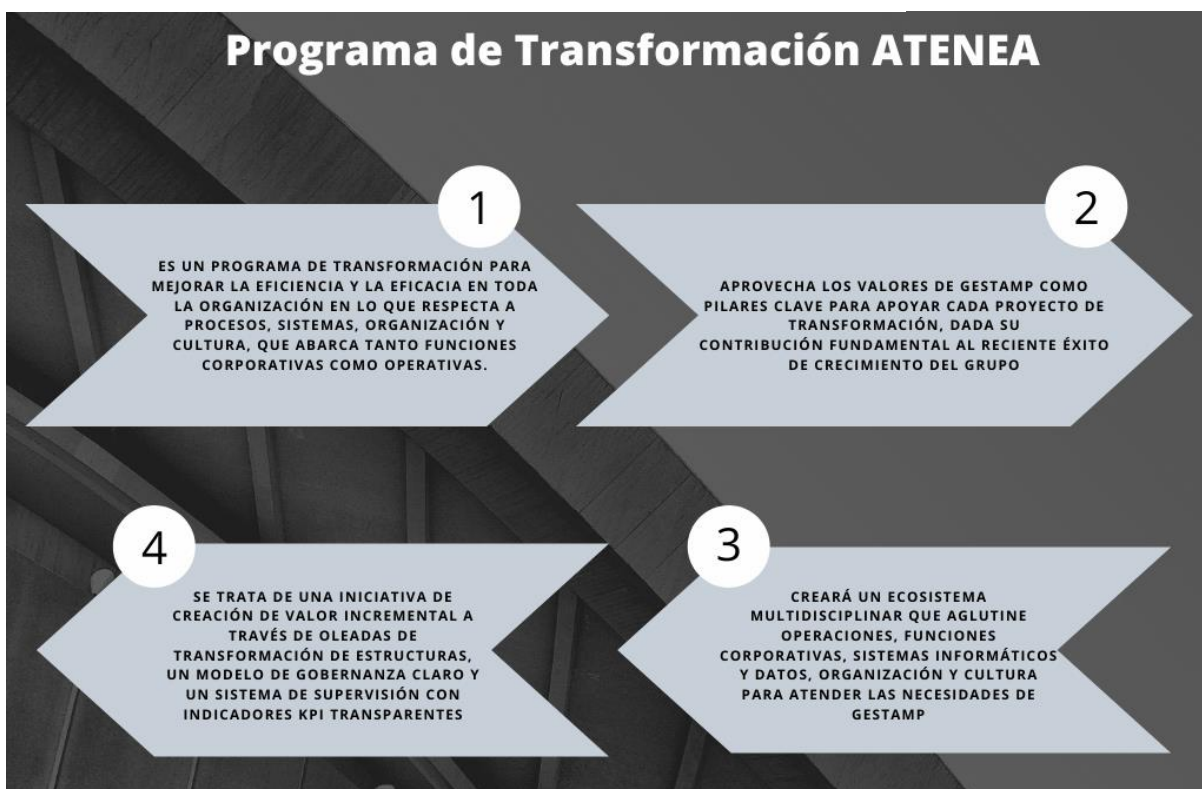 Programa de Transformación ATENEA
1
ES UN PROGRAMA DE TRANSFORMACIÓN PARA
MEJORAR LA EFICIENCIA Y LA EFICACIA EN TODA
LA ORGANIZACIÓN EN LO QUE RESPECTA A
PROCESOS, SISTEMAS, ORGANIZACIÓN Y
CULTURA, QUE ABARCA TANTO FUNCIONES
CORPORATIVAS COMO OPERATIVAS.
2
APROVECHA LOS VALORES DE GESTAMP COMO
PILARES CLAVE PARA APOYAR CADA PROYECTO DE
TRANSFORMACIÓN, DADA SU
CONTRIBUCIÓN FUNDAMENTAL AL RECIENTE ÉXITO
DE CRECIMIENTO DEL GRUPO
3
CREARÁ UN ECOSISTEMA
MULTIDISCIPLINAR QUE AGLUTINE
OPERACIONES, FUNCIONES
CORPORATIVAS, SISTEMAS INFORMÁTICOS
Y DATOS, ORGANIZACIÓN Y CULTURA
PARA ATENDER LAS NECESIDADES DE
GESTAMP
4
SE TRATA DE UNA INICIATIVA DE
CREACIÓN DE VALOR INCREMENTAL A
TRAVÉS DE OLEADAS DE
TRANSFORMACIÓN DE ESTRUCTURAS,
UN MODELO DE GOBERNANZA CLARO Y
UN SISTEMA DE SUPERVISIÓN CON
INDICADORES KPI TRANSPARENTES